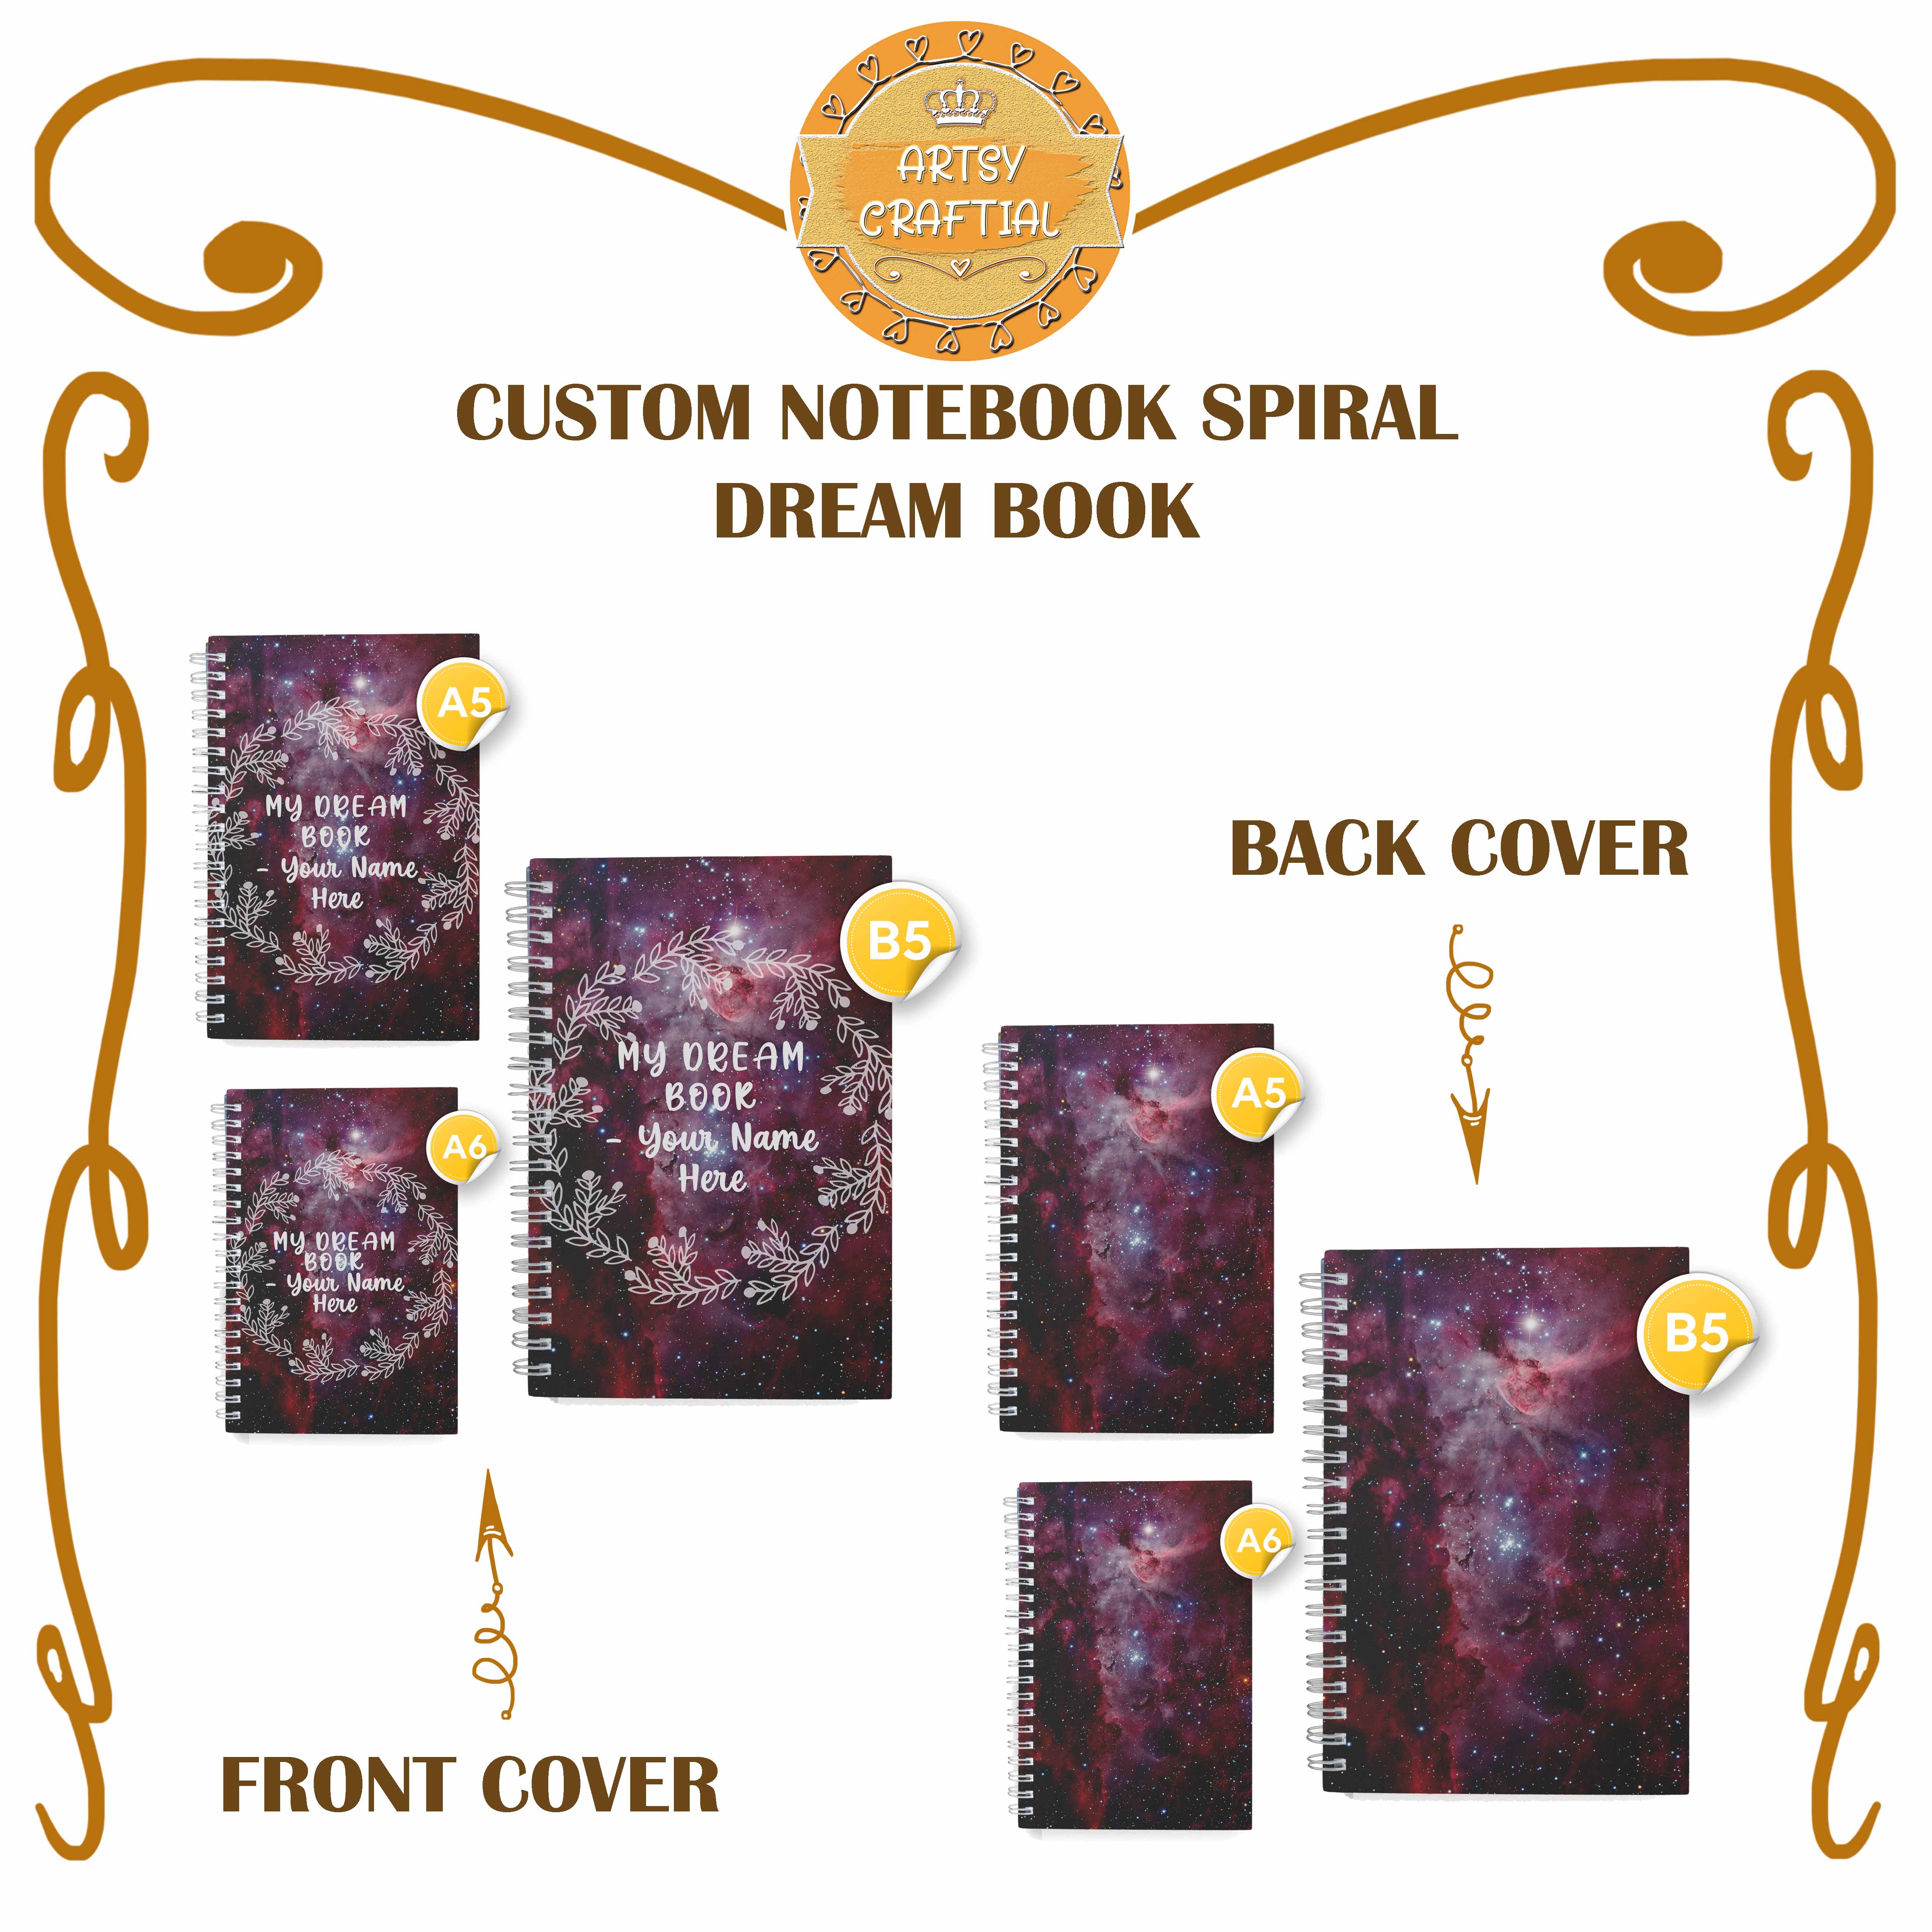 ARTSY
CRAFTIAL
CUSTOM NOTEBOOK SPIRAL
DREAM BOOK
A5
MY DREAM
BOOK
- Your Name
Here
B5
MY DREAM
BOOK
- Your Name
Here
A6
MY DREAM
BOOK
- Your Name
Here
FRONT COVER
BACK COVER
A5
B5
A6